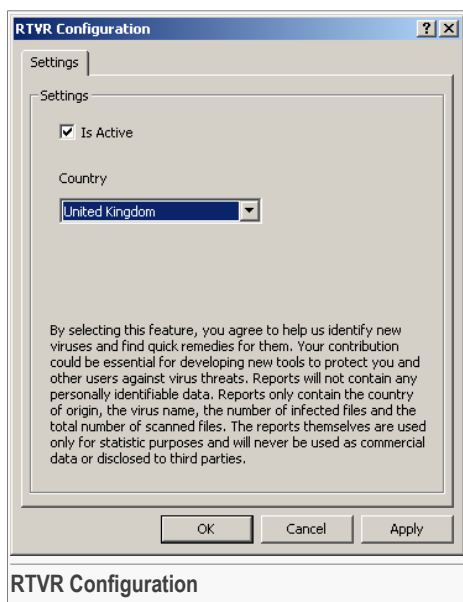 RTVR Configuration
Settings
Settings
Is Active
Country
United Kingdom
By selecting this feature, you agree to help us identify new
viruses and find quick remedies for them. Your contribution
could be essential for developing new tools to protect you and
other users against virus threats. Reports will not contain any
personally identifiable data. Reports only contain the country
of origin, the virus name, the number of infected files and the
total number of scanned files. The reports themselves are used
only for statistic purposes and will never be used as commercial
data or disclosed to third parties.
OK Cancel Apply
RTVR Configuration